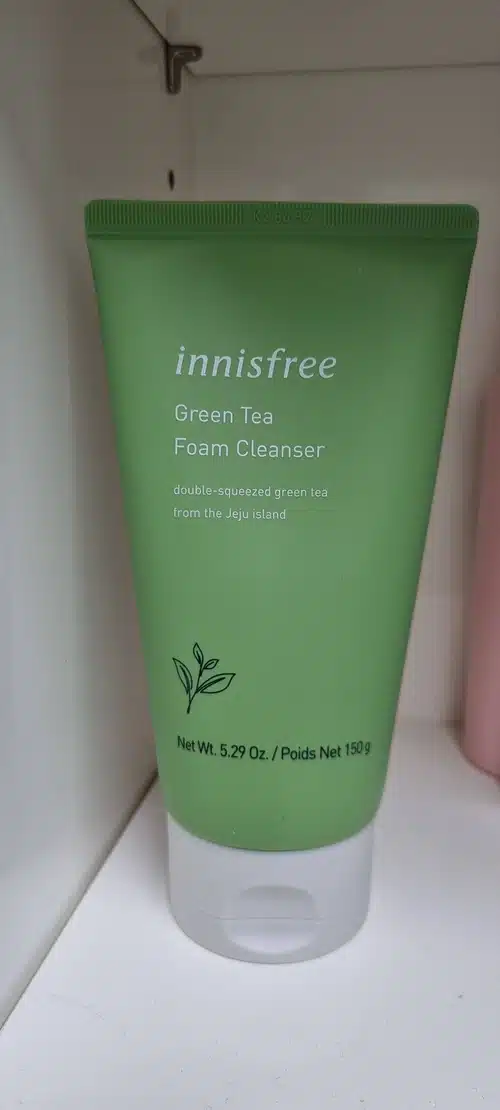 innisfree
Green Tea
Foam Cleanser
double-squeezed green tea
from the Jeju island
Net Wt. 5.29 Oz. / Poids Net 150 g